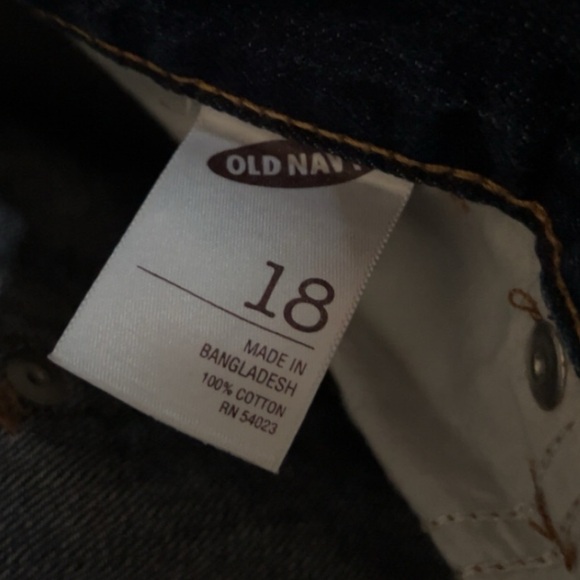 OLD NAVY
18
MADE IN
BANGLADESH
100% COTTON
RN 54023